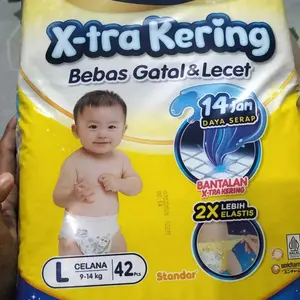 X-tra Kering
Bebas Gatal & Lecet
14 jam
DAYA SERAP
BANTALAN
X-TRA KERING
2X LEBIH
ELASTIS
L CELANA
9-14 kg
42 Pcs
Standar